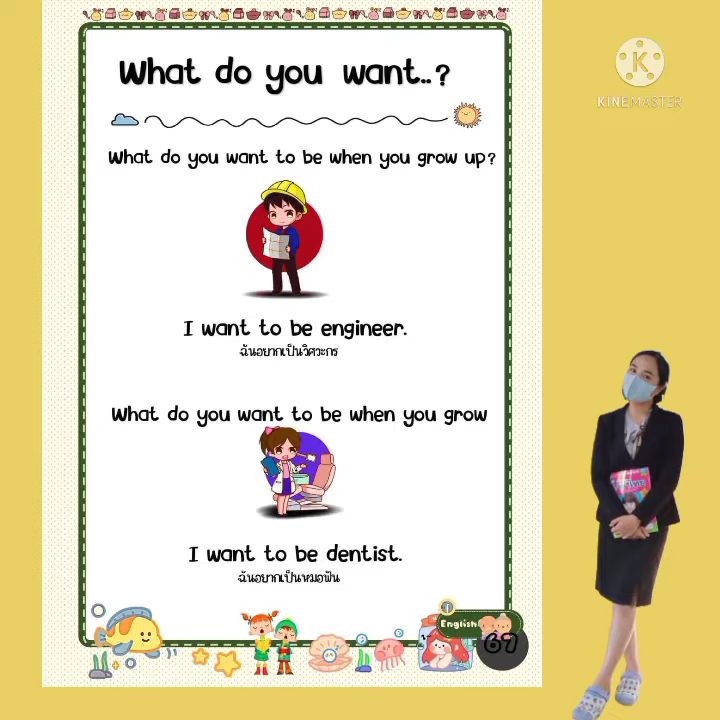 What do you want..?
KINEMASTER
What do you want to be when you grow up?
I want to be engineer.
ฉันอยากเป็นวิศวะกร
What do you want to be when you grow
I want to be dentist.
ฉันอยากเป็นหมอฟัน
English
67